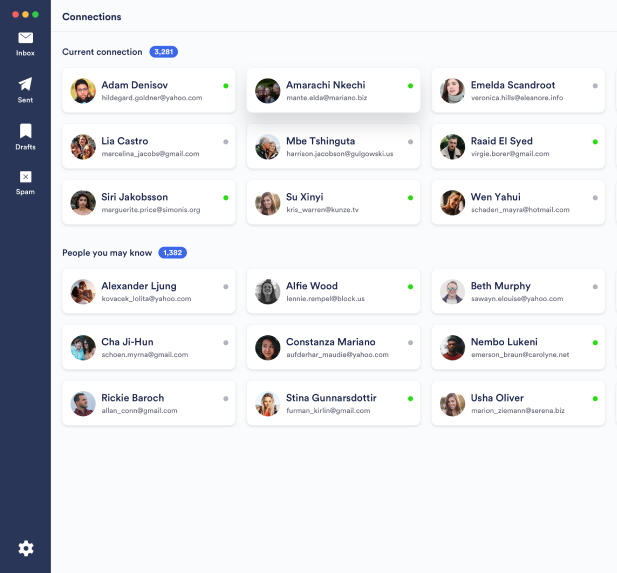 Connections
Inbox
Sent
Drafts
Spam
Current connection 3,281
Adam Denisov
hildegard.goldner@yahoo.com
Amarachi Nkechi
mante.elda@mariano.biz
Emelda Scandroot
veronica.hills@eleanore.info
Lia Castro
marcelina_jacobs@gmail.com
Mbe Tshinguta
harrison.jacobson@gulgowski.us
Raaid El Syed
virgie.borer@gmail.com
Siri Jakobsson
marguerite.price@simonis.org
Su Xinyi
kris_warren@kunze.tv
Wen Yahui
schaden_mayra@hotmail.com
People you may know 1,382
Alexander Ljung
kovacek_lolita@yahoo.com
Alfie Wood
lennie.rempel@block.us
Beth Murphy
sawayn.elouise@yahoo.com
Cha Ji-Hun
schoen.myrna@gmail.com
Constanza Mariano
aufderhar_maudie@yahoo.com
Nembo Lukeni
emerson_braun@carolyne.net
Rickie Baroch
allan_conn@gmail.com
Stina Gunnarsdottir
furman_kirlin@gmail.com
Usha Oliver
marion_ziemann@serena.biz